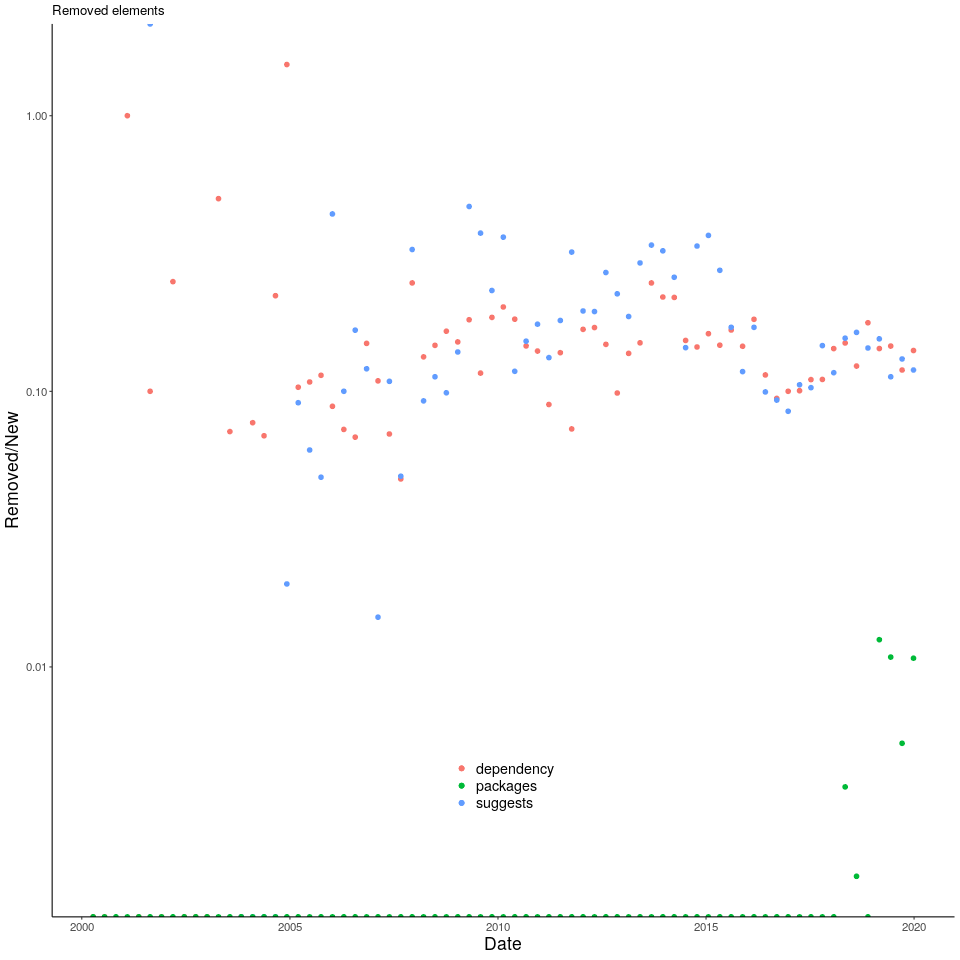 Removed elements
1.00
0.10
0.01
Removed/New
dependency
packages
suggests
2000 2005 2010 2015 2020
Date